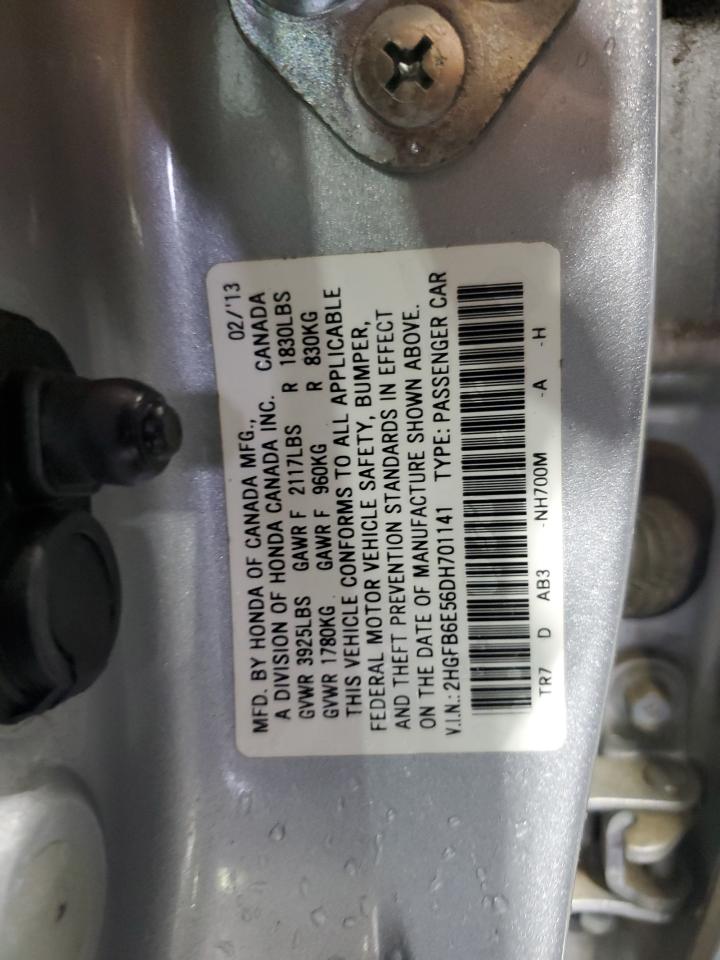 MFD. BY HONDA OF CANADA MFG., 02/'13
A DIVISION OF HONDA CANADA INC. CANADA
GVWR 3925LBS GAWR F 2117LBS R 1830LBS
GVWR 1780KG GAWR F 960KG R 830KG
THIS VEHICLE CONFORMS TO ALL APPLICABLE
FEDERAL MOTOR VEHICLE SAFETY, BUMPER,
AND THEFT PREVENTION STANDARDS IN EFFECT
ON THE DATE OF MANUFACTURE SHOWN ABOVE.
V.I.N.: 2HGFB6E56DH701141 TYPE: PASSENGER CAR
TR7 D AB3 -NH700M -A -H